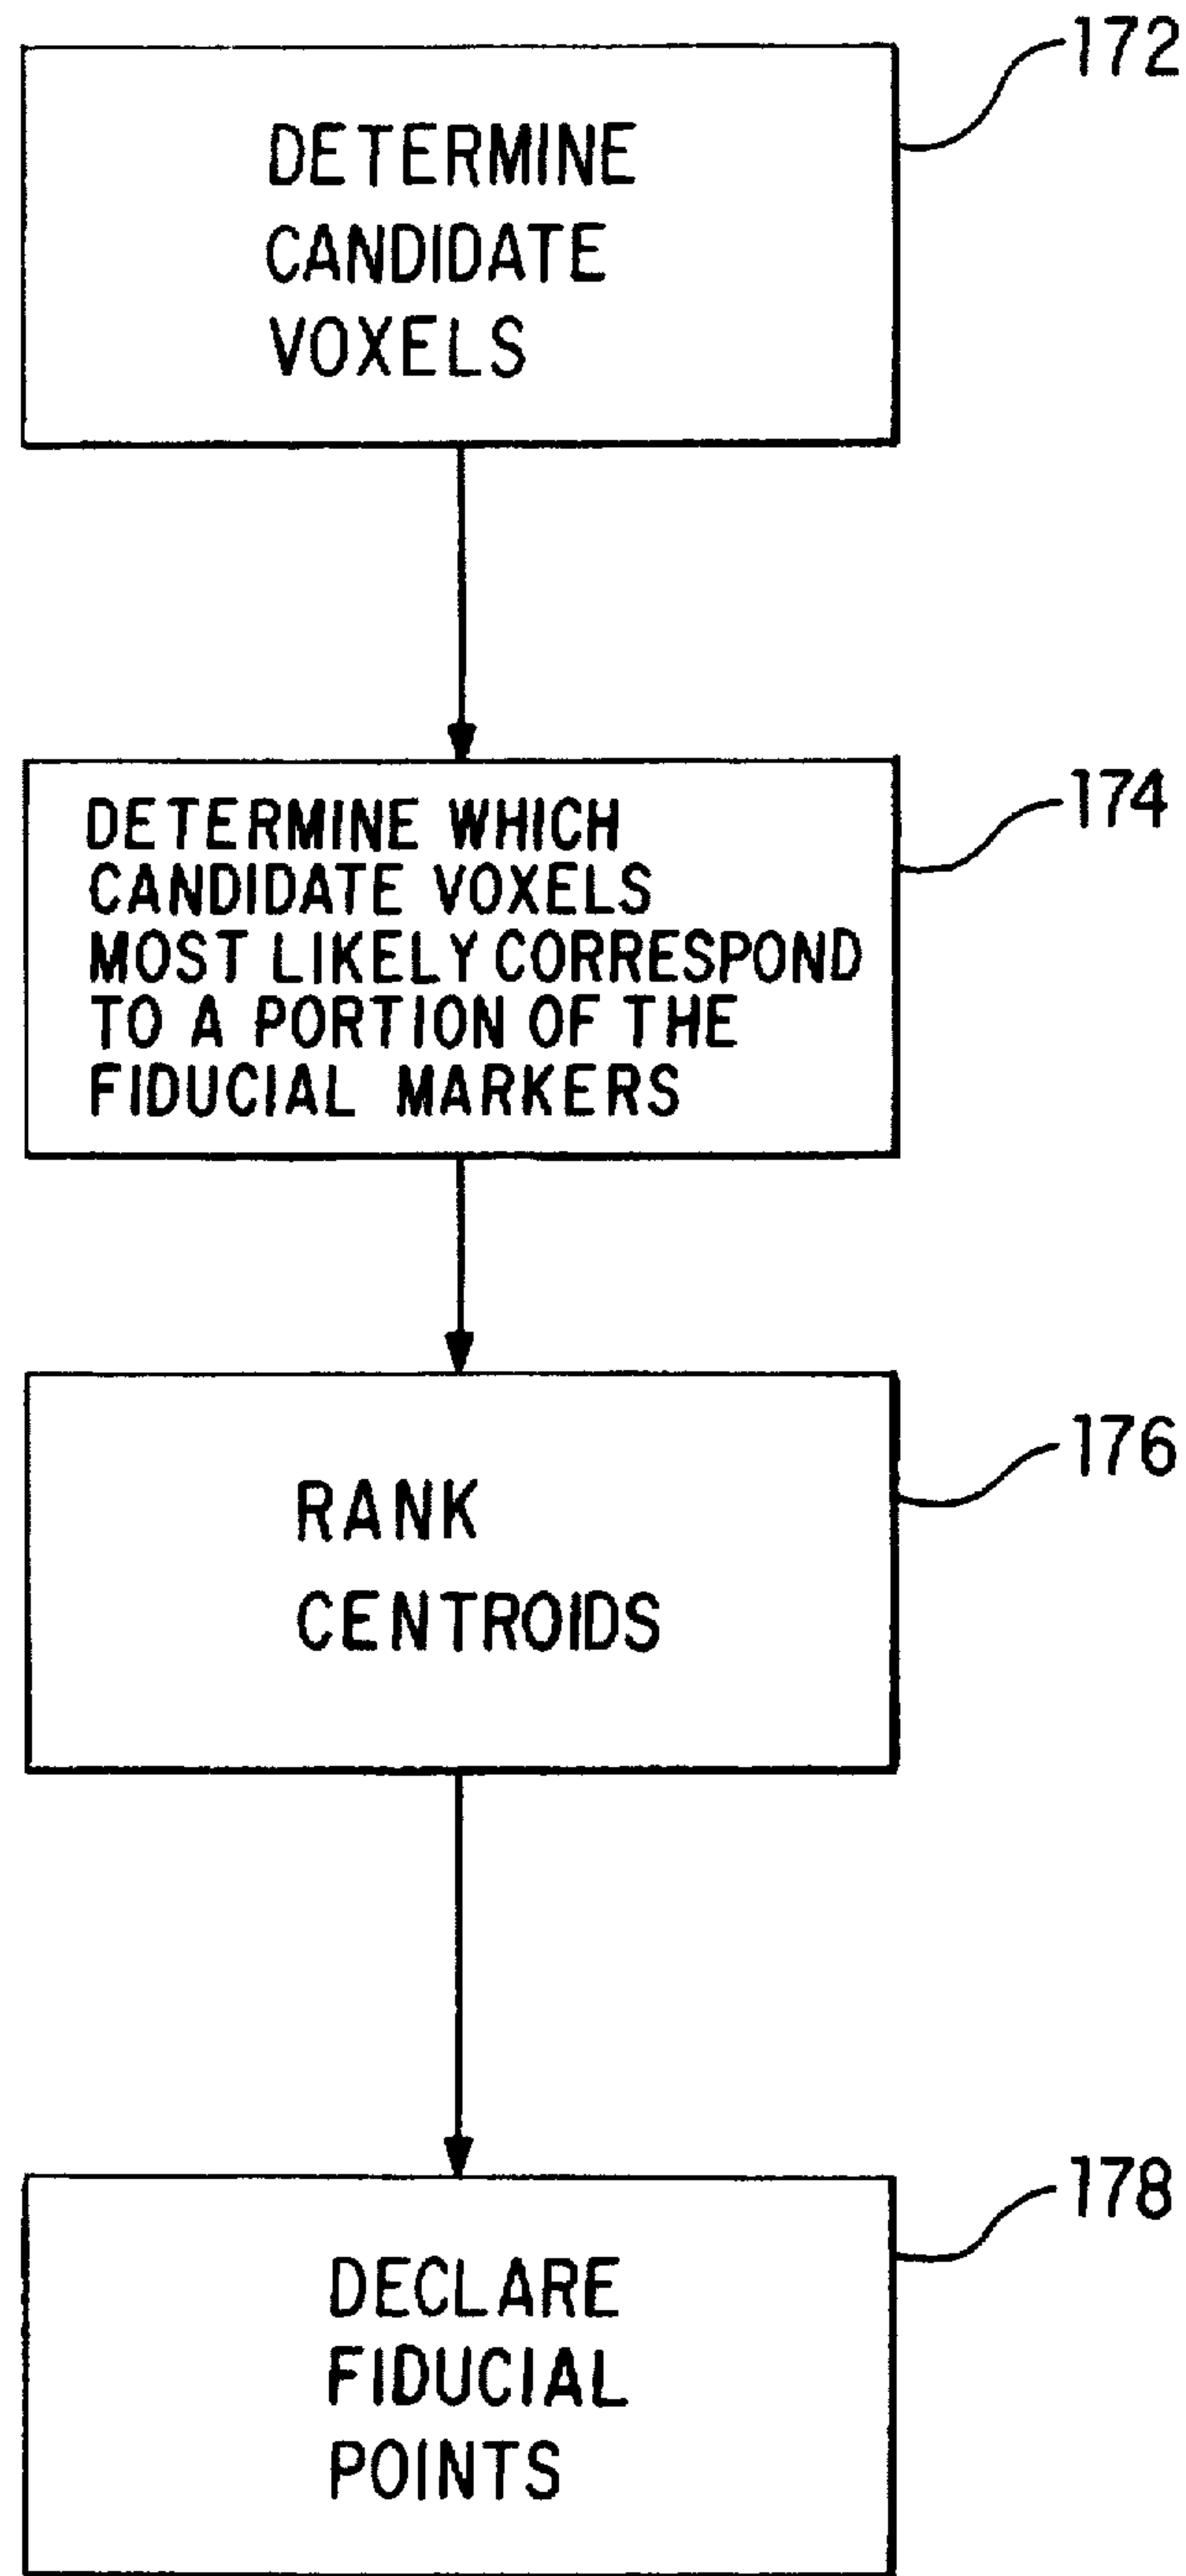 172
DETERMINE
CANDIDATE
VOXELS
174
DETERMINE WHICH
CANDIDATE VOXELS
MOST LIKELY CORRESPOND
TO A PORTION OF THE
FIDUCIAL MARKERS
176
RANK
CENTROIDS
178
DECLARE
FIDUCIAL
POINTS